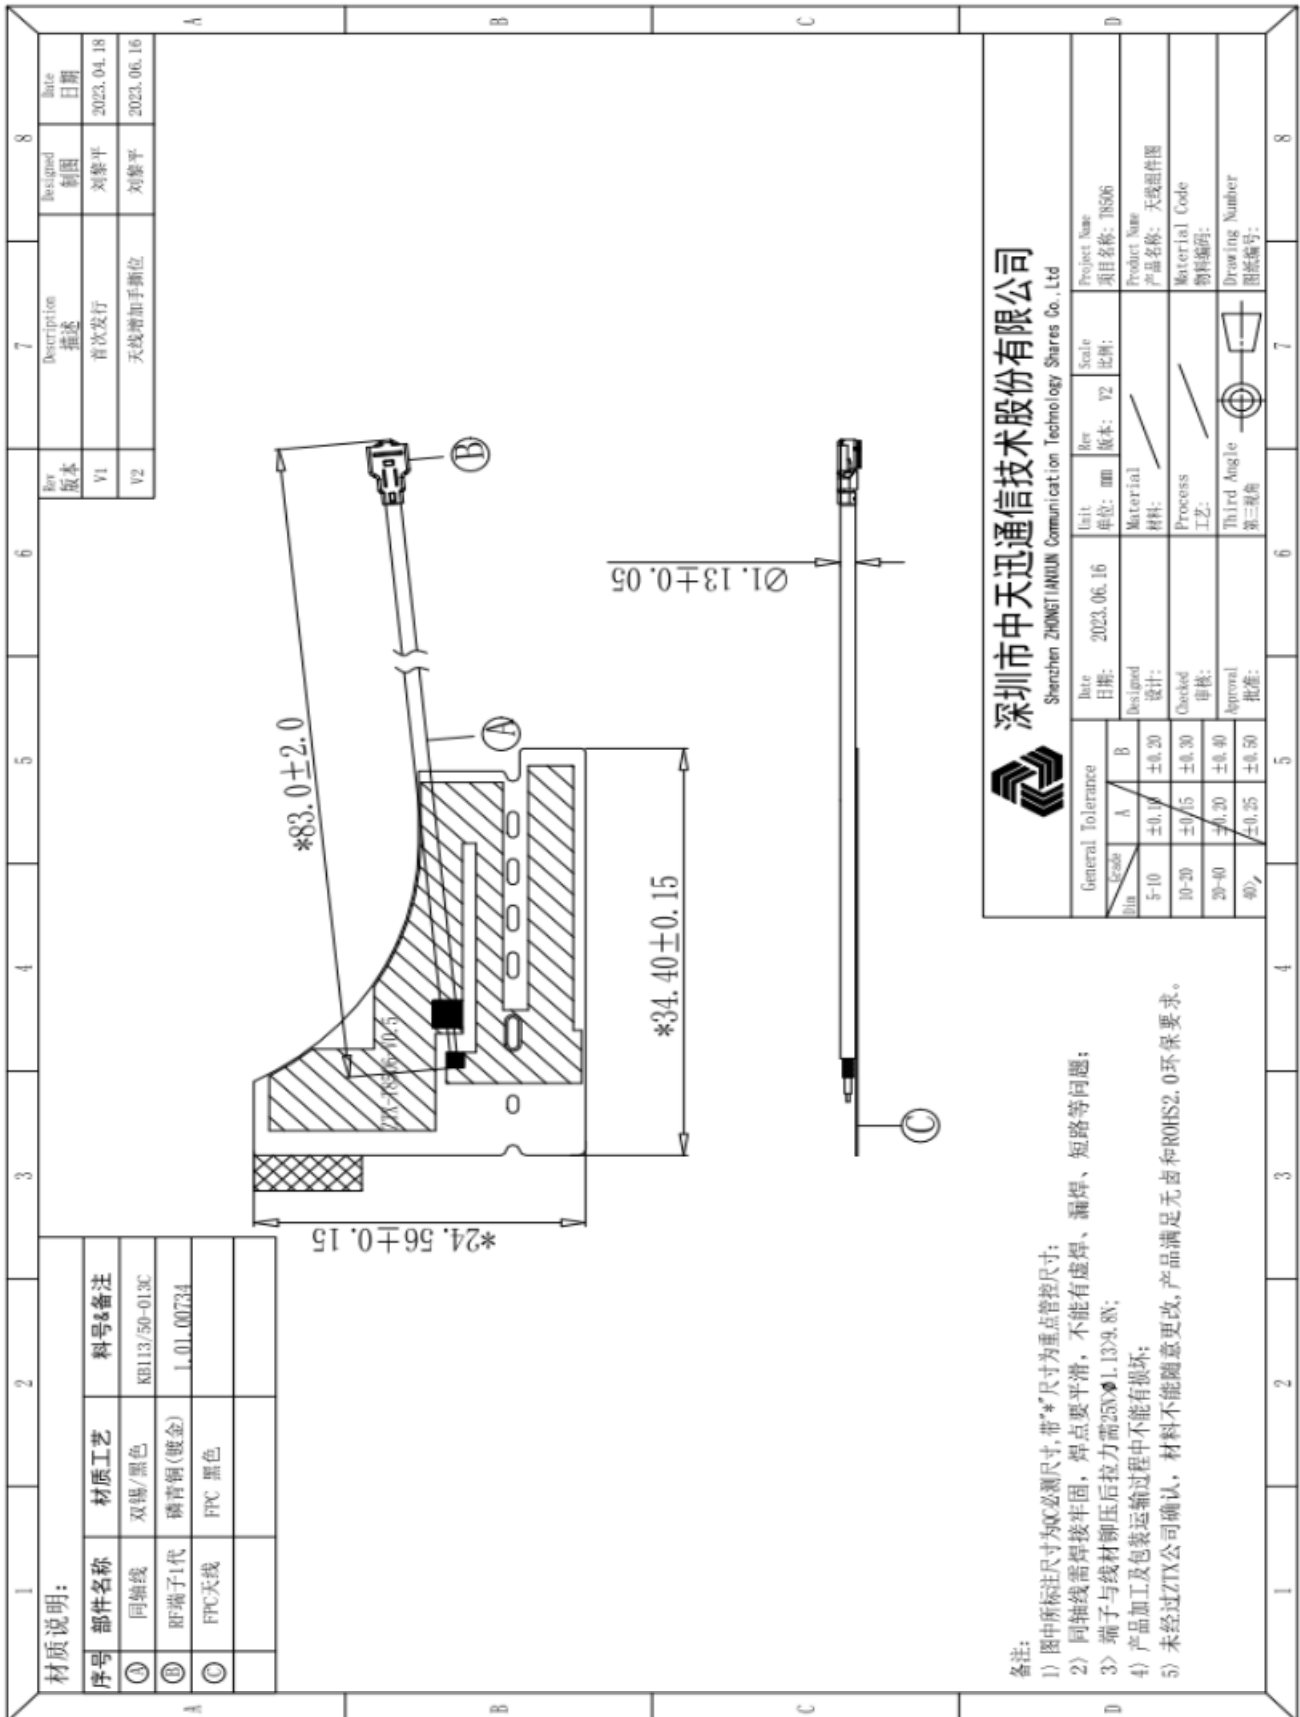 1 2 3 4 5 6 7 8
A
B
C
D
材质说明:
序号 部件名称 材质工艺 料号&备注
Ⓐ 同轴线 双锡/黑色 KB113/50-013C
Ⓑ RF端子1代 磷青铜(镀金) 1.01.00734
Ⓒ FPC天线 FPC 黑色
Rev Description Designed Date
版本 描述 制图 日期
V1 首次发行 刘黎平 2023.04.18
V2 天线增加手撕位 刘黎平 2023.06.16
*83.0±2.0
Ⓑ
Ⓐ
*24.56±0.15
*34.40±0.15
Ø1.13±0.05
Ⓒ
备注:
1) 图中所标注尺寸为QC必测尺寸,带"*"尺寸为重点管控尺寸;
2) 同轴线需焊接牢固, 焊点要平滑, 不能有虚焊、漏焊、短路等问题;
3) 端子与线材铆压后拉力需25N>Φ1.13>9.8N;
4) 产品加工及包装运输过程中不能有损坏;
5) 未经过ZTX公司确认, 材料不能随意更改,产品满足无卤和ROHS2.0环保要求。
深圳市中天迅通信技术股份有限公司
Shenzhen ZHONGTIANXUN Communication Technology Shares Co.,Ltd
General Tolerance
Grade A B
Dim
5-10 ±0.10 ±0.20
10-20 ±0.15 ±0.30
20-40 ±0.20 ±0.40
40> ±0.25 ±0.50
Date
日期: 2023.06.16
Unit
单位: mm
Rev
版本: V2
Scale
比例:
Project Name
项目名称: T8506
Designed
设计:
Material
材料:
Product Name
产品名称: 天线组件图
Checked
审核:
Process
工艺:
Material Code
物料编码:
Approval
批准:
Third Angle
第三视角
Drawing Number
图纸编号:
1 2 3 4 5 6 7 8
A
B
C
D